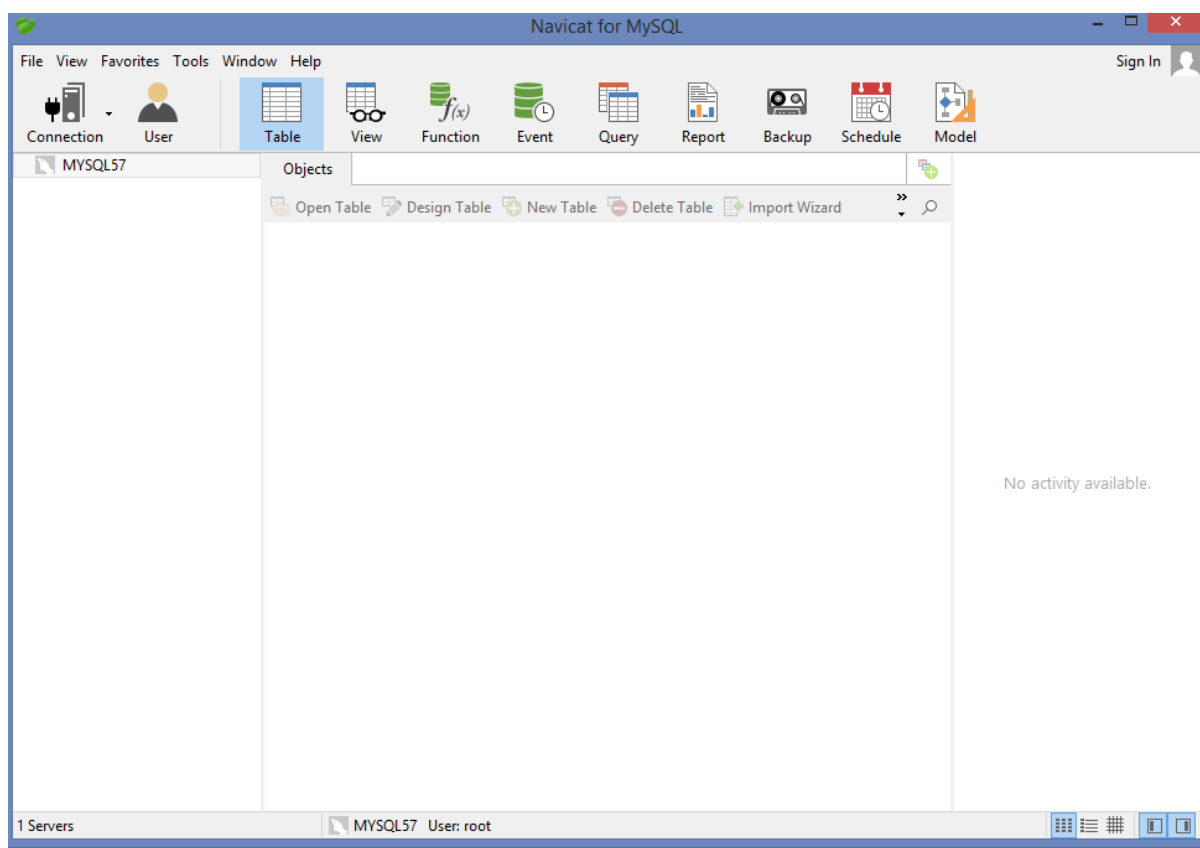 Navicat for MySQL
File View Favorites Tools Window Help Sign In
Connection User Table View Function Event Query Report Backup Schedule Model
f(x)
MYSQL57
Objects
Open Table Design Table New Table Delete Table Import Wizard
No activity available.
1 Servers MYSQL57 User: root